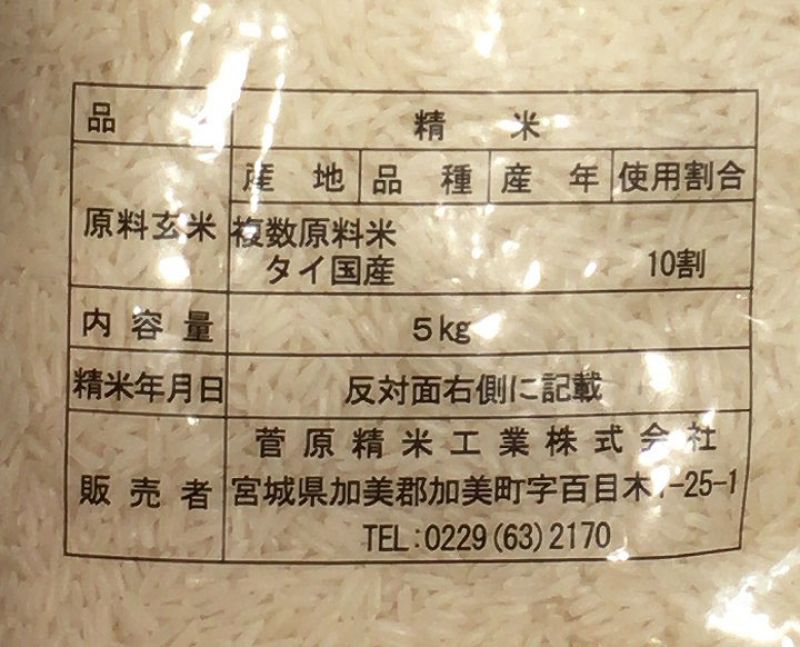 品 精米
産地 品種 産年 使用割合
原料玄米 複数原料米
タイ国産 10割
内容量 5kg
精米年月日 反対面右側に記載
菅原精米工業株式会社
販売者 宮城県加美郡加美町字百目木1-25-1
TEL:0229(63)2170